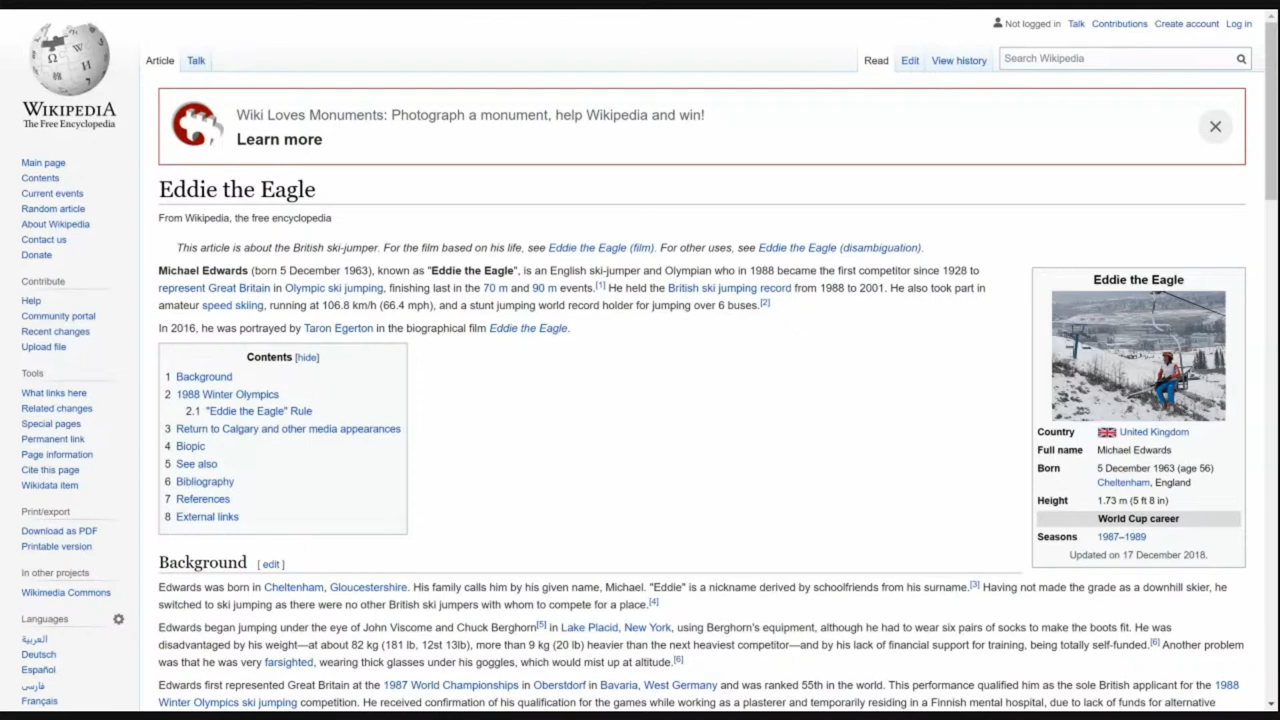 Not logged in Talk Contributions Create account Log in
Article Talk Read Edit View history Search Wikipedia
WIKIPEDIA
The Free Encyclopedia
Main page
Contents
Current events
Random article
About Wikipedia
Contact us
Donate
Contribute
Help
Community portal
Recent changes
Upload file
Tools
What links here
Related changes
Special pages
Permanent link
Page information
Cite this page
Wikidata item
Print/export
Download as PDF
Printable version
In other projects
Wikimedia Commons
Languages
العربية
Deutsch
Español
فارسی
Français
Wiki Loves Monuments: Photograph a monument, help Wikipedia and win!
Learn more
Eddie the Eagle
From Wikipedia, the free encyclopedia
This article is about the British ski-jumper. For the film based on his life, see Eddie the Eagle (film). For other uses, see Eddie the Eagle (disambiguation).
Michael Edwards (born 5 December 1963), known as "Eddie the Eagle", is an English ski-jumper and Olympian who in 1988 became the first competitor since 1928 to
represent Great Britain in Olympic ski jumping, finishing last in the 70 m and 90 m events.[1] He held the British ski jumping record from 1988 to 2001. He also took part in
amateur speed skiing, running at 106.8 km/h (66.4 mph), and a stunt jumping world record holder for jumping over 6 buses.[2]
In 2016, he was portrayed by Taron Egerton in the biographical film Eddie the Eagle.
Contents [hide]
1 Background
2 1988 Winter Olympics
2.1 "Eddie the Eagle" Rule
3 Return to Calgary and other media appearances
4 Biopic
5 See also
6 Bibliography
7 References
8 External links
Eddie the Eagle
Country United Kingdom
Full name Michael Edwards
Born 5 December 1963 (age 56)
Cheltenham, England
Height 1.73 m (5 ft 8 in)
World Cup career
Seasons 1987–1989
Updated on 17 December 2018.
Background [ edit ]
Edwards was born in Cheltenham, Gloucestershire. His family calls him by his given name, Michael. "Eddie" is a nickname derived by schoolfriends from his surname.[3] Having not made the grade as a downhill skier, he
switched to ski jumping as there were no other British ski jumpers with whom to compete for a place.[4]
Edwards began jumping under the eye of John Viscome and Chuck Berghorn[5] in Lake Placid, New York, using Berghorn's equipment, although he had to wear six pairs of socks to make the boots fit. He was
disadvantaged by his weight—at about 82 kg (181 lb, 12st 13lb), more than 9 kg (20 lb) heavier than the next heaviest competitor—and by his lack of financial support for training, being totally self-funded.[6] Another problem
was that he was very farsighted, wearing thick glasses under his goggles, which would mist up at altitude.[6]
Edwards first represented Great Britain at the 1987 World Championships in Oberstdorf in Bavaria, West Germany and was ranked 55th in the world. This performance qualified him as the sole British applicant for the 1988
Winter Olympics ski jumping competition. He received confirmation of his qualification for the games while working as a plasterer and temporarily residing in a Finnish mental hospital, due to lack of funds for alternative